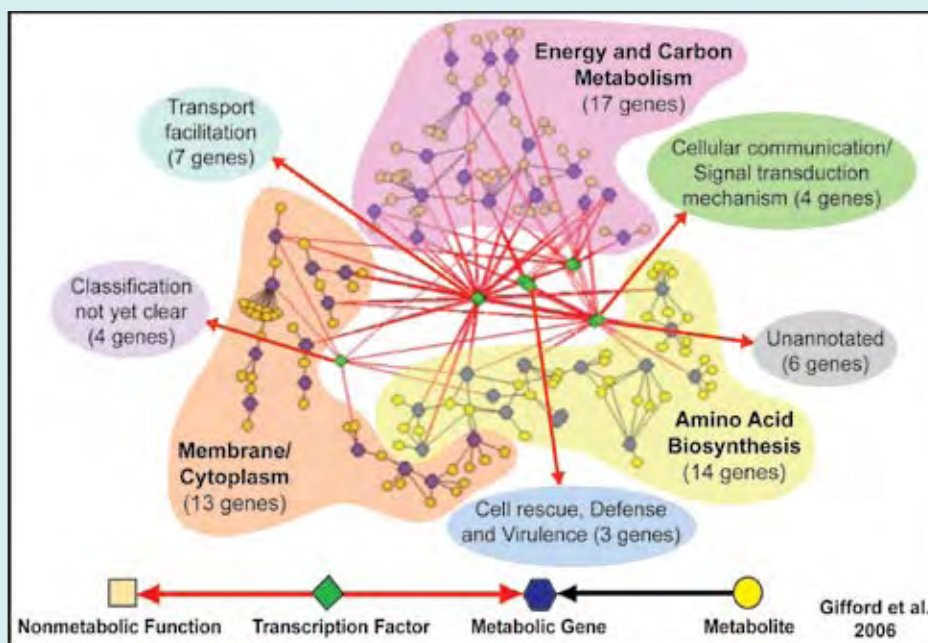 Energy and Carbon
Metabolism
(17 genes)
Transport
facilitation
(7 genes)
Cellular communication/
Signal transduction
mechanism (4 genes)
Classification
not yet clear
(4 genes)
Unannotated
(6 genes)
Membrane/
Cytoplasm
(13 genes)
Amino Acid
Biosynthesis
(14 genes)
Cell rescue, Defense
and Virulence (3 genes)
Nonmetabolic Function
Transcription Factor
Metabolic Gene
Metabolite
Gifford et al.
2006